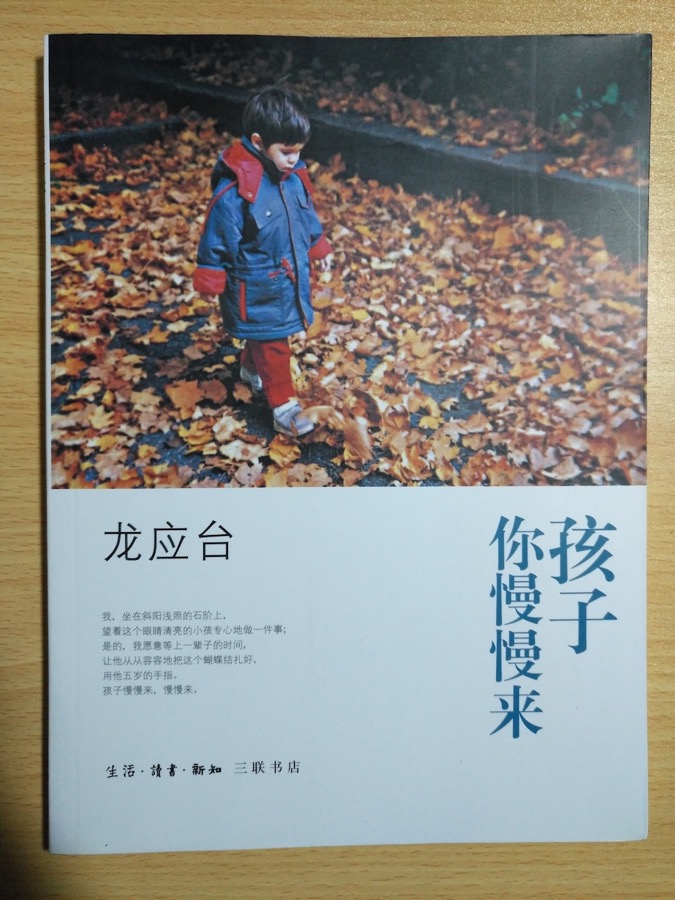 龙应台
孩子
你慢慢来
我，坐在斜阳浅照的石阶上，
望着这个眼睛清亮的小孩专心地做一件事；
是的，我愿意等上一辈子的时间，
让他从从容容地把这个蝴蝶结扎好，
用他五岁的手指。
孩子慢慢来，慢慢来。
生活·讀書·新知 三联书店